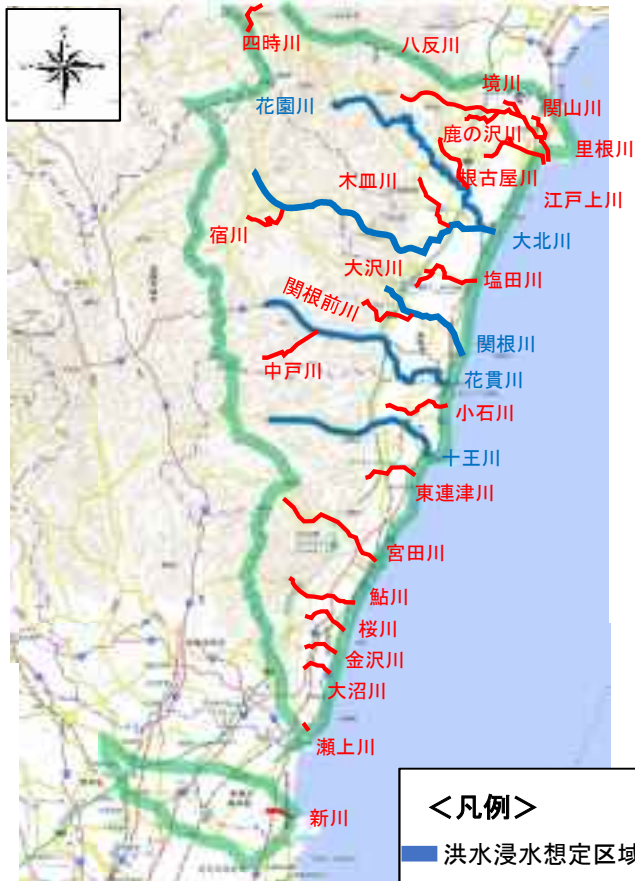 四時川
八反川
境川
花園川
関山川
鹿の沢川
里根川
木皿川
根古屋川
江戸上川
宿川
大北川
大沢川
塩田川
関根前川
関根川
中戸川
花貫川
小石川
十王川
東連津川
宮田川
鮎川
桜川
金沢川
大沼川
瀬上川
新川
<凡例>
洪水浸水想定区域